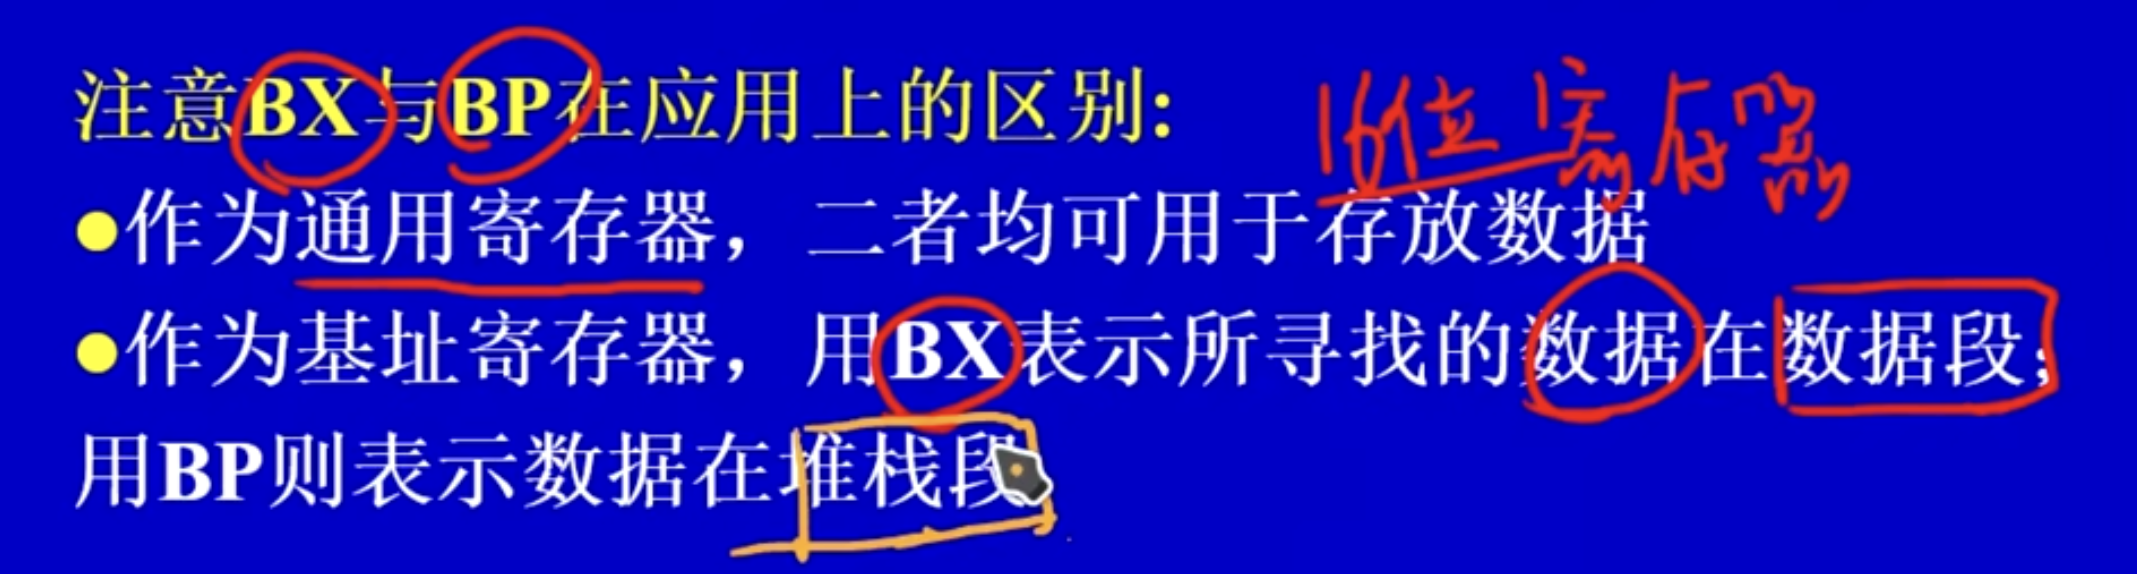 注意BX与BP在应用上的区别:
16位寄存器
●作为通用寄存器，二者均可用于存放数据
●作为基址寄存器，用BX表示所寻找的数据在数据段;
用BP则表示数据在堆栈段